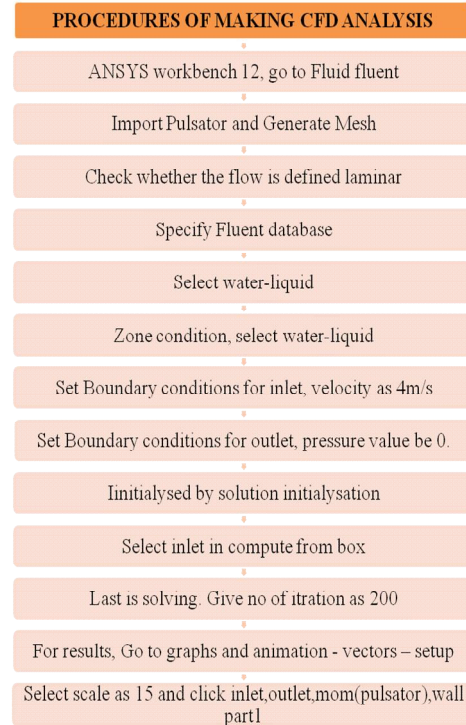 PROCEDURES OF MAKING CFD ANALYSIS
ANSYS workbench 12, go to Fluid fluent
Import Pulsator and Generate Mesh
Check whether the flow is defined laminar
Specify Fluent database
Select water-liquid
Zone condition, select water-liquid
Set Boundary conditions for inlet, velocity as 4m/s
Set Boundary conditions for outlet, pressure value be 0.
Iinitialysed by solution initialysation
Select inlet in compute from box
Last is solving. Give no of itration as 200
For results, Go to graphs and animation - vectors – setup
Select scale as 15 and click inlet,outlet,mom(pulsator),wall
part1